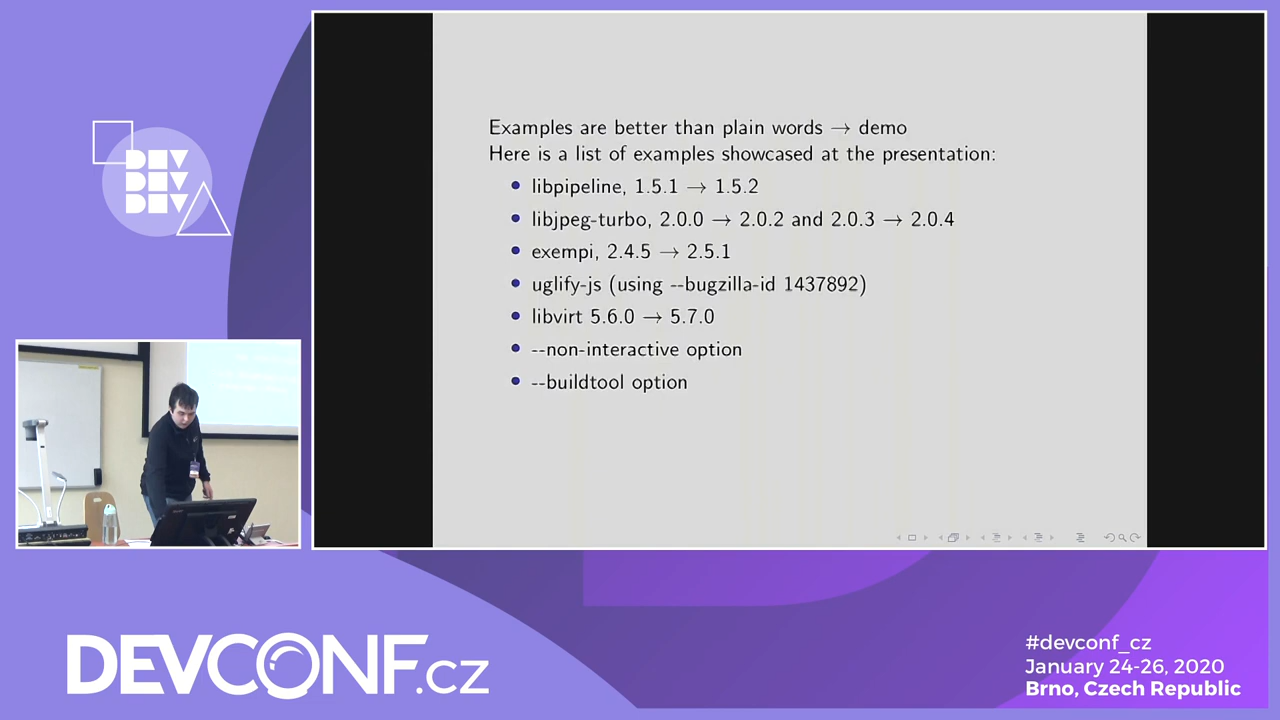 DEV
DEV
DEV
Examples are better than plain words → demo
Here is a list of examples showcased at the presentation:
• libpipeline, 1.5.1 → 1.5.2
• libjpeg-turbo, 2.0.0 → 2.0.2 and 2.0.3 → 2.0.4
• exempi, 2.4.5 → 2.5.1
• uglify-js (using --bugzilla-id 1437892)
• libvirt 5.6.0 → 5.7.0
• --non-interactive option
• --buildtool option
DEVCONF.cz
#devconf_cz
January 24-26, 2020
Brno, Czech Republic